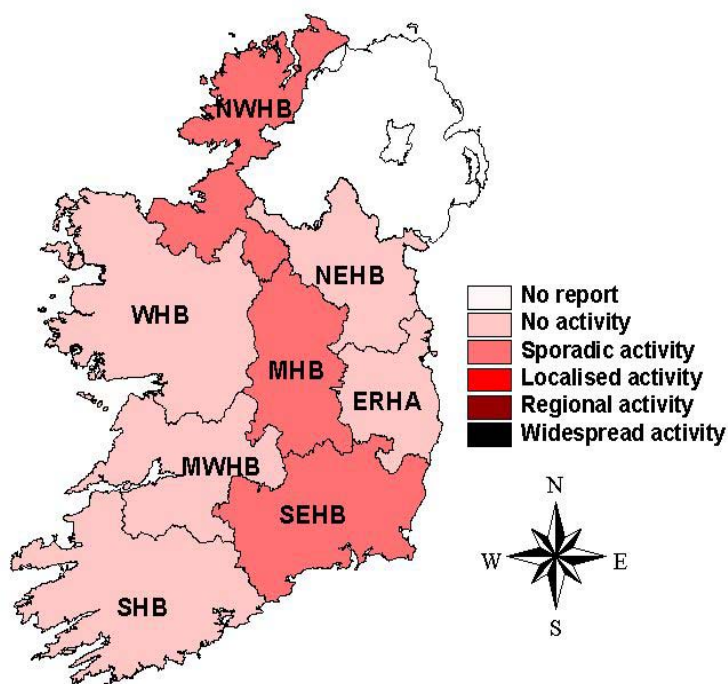 NWHB
NEHB
WHB
MHB
ERHA
MWHB
SEHB
SHB
No report
No activity
Sporadic activity
Localised activity
Regional activity
Widespread activity
N
W E
S